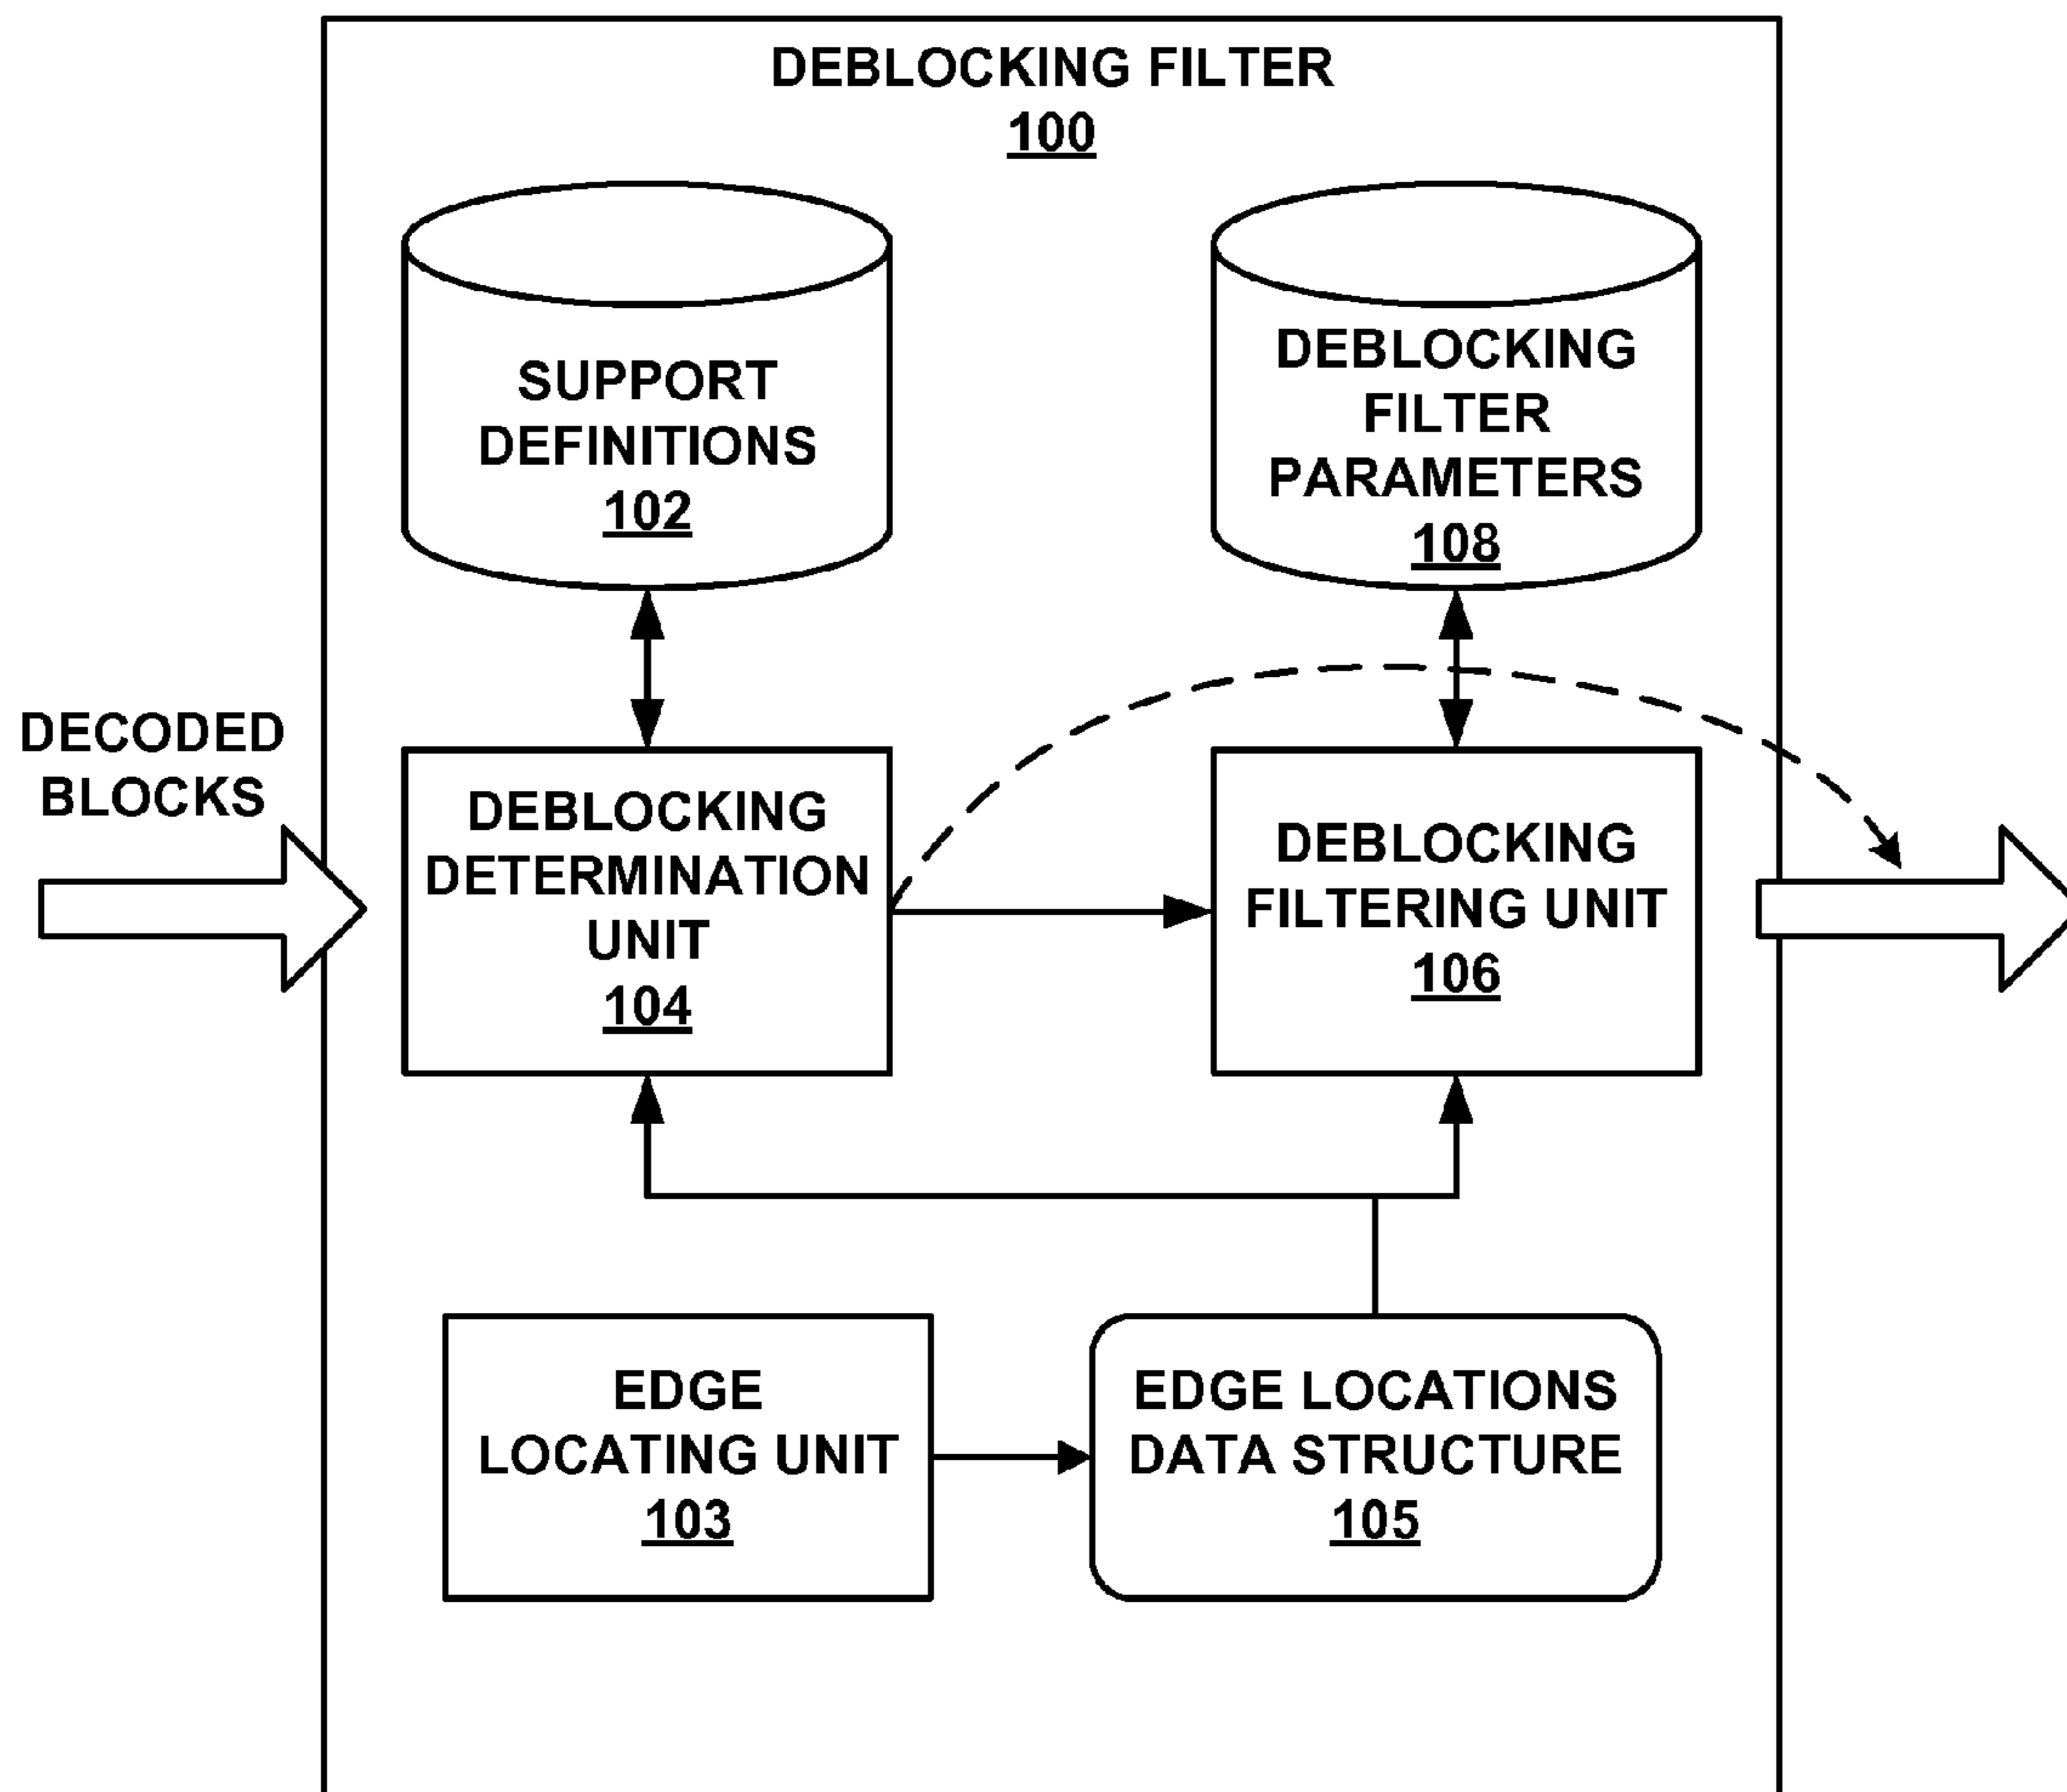 DEBLOCKING FILTER
100
SUPPORT
DEFINITIONS
102
DEBLOCKING
FILTER
PARAMETERS
108
DECODED
BLOCKS
DEBLOCKING
DETERMINATION
UNIT
104
DEBLOCKING
FILTERING UNIT
106
EDGE
LOCATING UNIT
103
EDGE LOCATIONS
DATA STRUCTURE
105